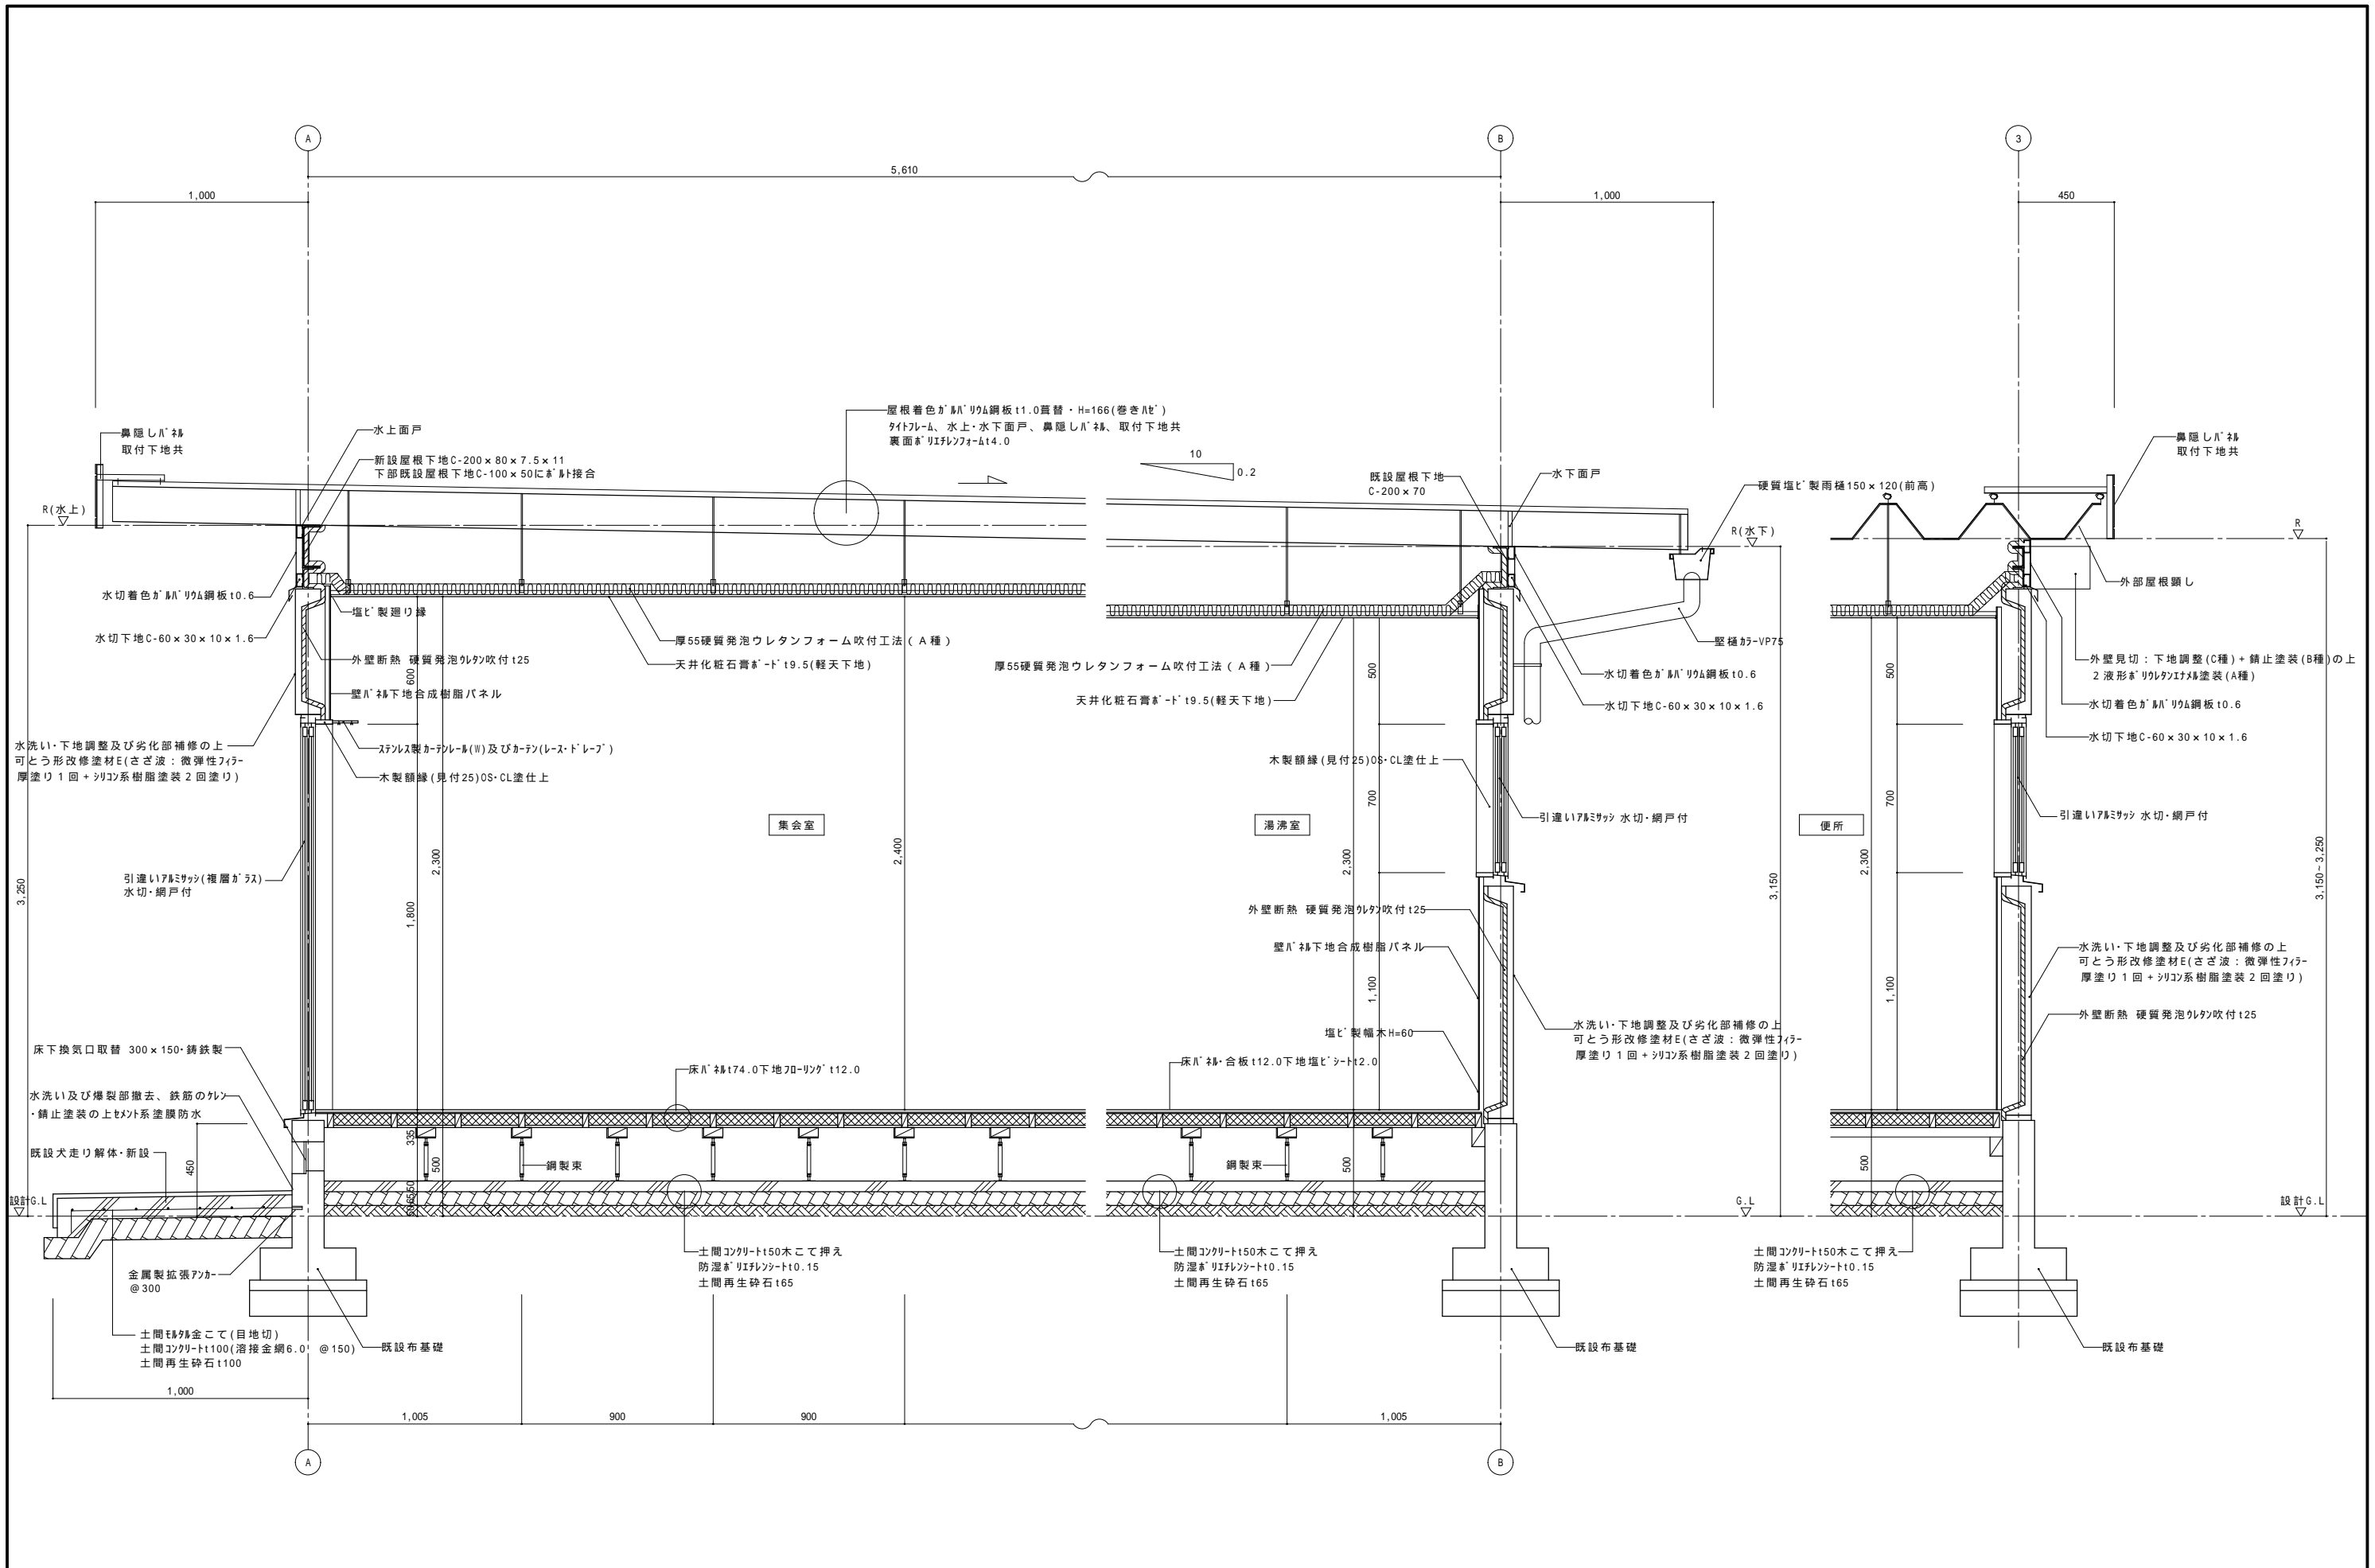 A
B
3
5,610
1,000
1,000
450
屋根着色ｶﾞﾙﾊﾞﾘｳﾑ鋼板t1.0葺替・H=166(巻きﾊｾﾞ)
ﾀｲﾄﾌﾚｰﾑ、水上・水下面戸、鼻隠しﾊﾟﾈﾙ、取付下地共
裏面ﾎﾟﾘｴﾁﾚﾝﾌｫｰﾑt4.0
鼻隠しﾊﾟﾈﾙ
取付下地共
水上面戸
新設屋根下地C-200×80×7.5×11
下部既設屋根下地C-100×50にﾎﾞﾙﾄ接合
10
0.2
既設屋根下地
C-200×70
水下面戸
硬質塩ﾋﾞ製雨樋150×120(前高)
鼻隠しﾊﾟﾈﾙ
取付下地共
R(水上)
R(水下)
R
水切着色ｶﾞﾙﾊﾞﾘｳﾑ鋼板t0.6
塩ﾋﾞ製廻り縁
外部屋根顕し
水切下地C-60×30×10×1.6
厚55硬質発泡ウレタンフォーム吹付工法(A種)
竪樋ｶﾗｰVP75
外壁断熱 硬質発泡ｳﾚﾀﾝ吹付t25
天井化粧石膏ﾎﾞｰﾄﾞt9.5(軽天下地)
厚55硬質発泡ウレタンフォーム吹付工法(A種)
外壁見切：下地調整(C種)+錆止塗装(B種)の上
２液形ﾎﾟﾘｳﾚﾀﾝｴﾅﾒﾙ塗装(A種)
600
500
500
水切着色ｶﾞﾙﾊﾞﾘｳﾑ鋼板t0.6
壁ﾊﾟﾈﾙ下地合成樹脂パネル
天井化粧石膏ﾎﾞｰﾄﾞt9.5(軽天下地)
水切下地C-60×30×10×1.6
水切着色ｶﾞﾙﾊﾞﾘｳﾑ鋼板t0.6
水切下地C-60×30×10×1.6
水洗い・下地調整及び劣化部補修の上
可とう形改修塗材E(さざ波：微弾性ﾌｨﾗｰ
厚塗り１回+ｼﾘｺﾝ系樹脂塗装２回塗り)
ｽﾃﾝﾚｽ製ｶｰﾃﾝﾚｰﾙ(W)及びｶｰﾃﾝ(ﾚｰｽ・ﾄﾞﾚｰﾌﾟ)
木製額縁(見付25)OS・CL塗仕上
木製額縁(見付25)OS・CL塗仕上
700
700
集会室
湯沸室
引違いｱﾙﾐｻｯｼ 水切・網戸付
便所
引違いｱﾙﾐｻｯｼ 水切・網戸付
引違いｱﾙﾐｻｯｼ(複層ｶﾞﾗｽ)
水切・網戸付
3,250
1,800
2,300
2,400
2,300
3,150
2,300
3,150~3,250
外壁断熱 硬質発泡ｳﾚﾀﾝ吹付t25
壁ﾊﾟﾈﾙ下地合成樹脂パネル
1,100
1,100
水洗い・下地調整及び劣化部補修の上
可とう形改修塗材E(さざ波：微弾性ﾌｨﾗｰ
厚塗り１回+ｼﾘｺﾝ系樹脂塗装２回塗り)
外壁断熱 硬質発泡ｳﾚﾀﾝ吹付t25
塩ﾋﾞ製幅木H=60
水洗い・下地調整及び劣化部補修の上
可とう形改修塗材E(さざ波：微弾性ﾌｨﾗｰ
厚塗り１回+ｼﾘｺﾝ系樹脂塗装２回塗り)
床下換気口取替 300×150・鋳鉄製
床ﾊﾟﾈﾙt74.0下地ﾌﾛｰﾘﾝｸﾞt12.0
床ﾊﾟﾈﾙ・合板t12.0下地塩ﾋﾞｼｰﾄt2.0
水洗い及び爆裂部撤去、鉄筋のｹﾚﾝ
・錆止塗装の上ｾﾒﾝﾄ系塗膜防水
既設犬走り解体・新設
450
335
500
50
65
50
鋼製束
鋼製束
500
500
設計G.L
G.L
設計G.L
土間ｺﾝｸﾘｰﾄt50木こて押え
防湿ﾎﾟﾘｴﾁﾚﾝｼｰﾄt0.15
土間再生砕石t65
土間ｺﾝｸﾘｰﾄt50木こて押え
防湿ﾎﾟﾘｴﾁﾚﾝｼｰﾄt0.15
土間再生砕石t65
土間ｺﾝｸﾘｰﾄt50木こて押え
防湿ﾎﾟﾘｴﾁﾚﾝｼｰﾄt0.15
土間再生砕石t65
金属製拡張ｱﾝｶｰ
@300
土間ﾓﾙﾀﾙ金こて(目地切)
土間ｺﾝｸﾘｰﾄt100(溶接金網6.0 @150)
土間再生砕石t100
既設布基礎
既設布基礎
既設布基礎
1,000
1,005
900
900
1,005
A
B